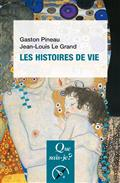 Gaston Pineau
Jean-Louis Le Grand
LES HISTOIRES DE VIE
Que
sais-je?